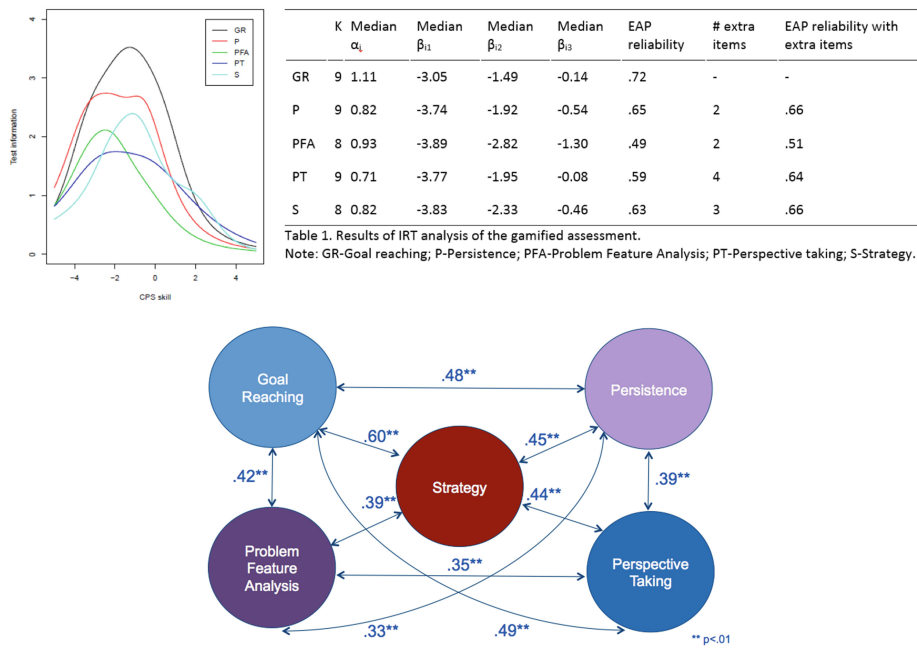 GR
P
PFA
PT
S
Test information
0
1
2
3
4
-4
-2
0
2
4
CPS skill
K Median αᵢ Median βi1 Median βi2 Median βi3 EAP reliability # extra items EAP reliability with extra items
GR 9 1.11 -3.05 -1.49 -0.14 .72 - -
P 9 0.82 -3.74 -1.92 -0.54 .65 2 .66
PFA 8 0.93 -3.89 -2.82 -1.30 .49 2 .51
PT 9 0.71 -3.77 -1.95 -0.08 .59 4 .64
S 8 0.82 -3.83 -2.33 -0.46 .63 3 .66
Table 1. Results of IRT analysis of the gamified assessment.
Note: GR-Goal reaching; P-Persistence; PFA-Problem Feature Analysis; PT-Perspective taking; S-Strategy.
Goal
Reaching
.48**
Persistence
.60**
.45**
.42**
Strategy
.39**
.39**
.44**
Problem
Feature
Analysis
.35**
Perspective
Taking
.33**
.49**
** p<.01